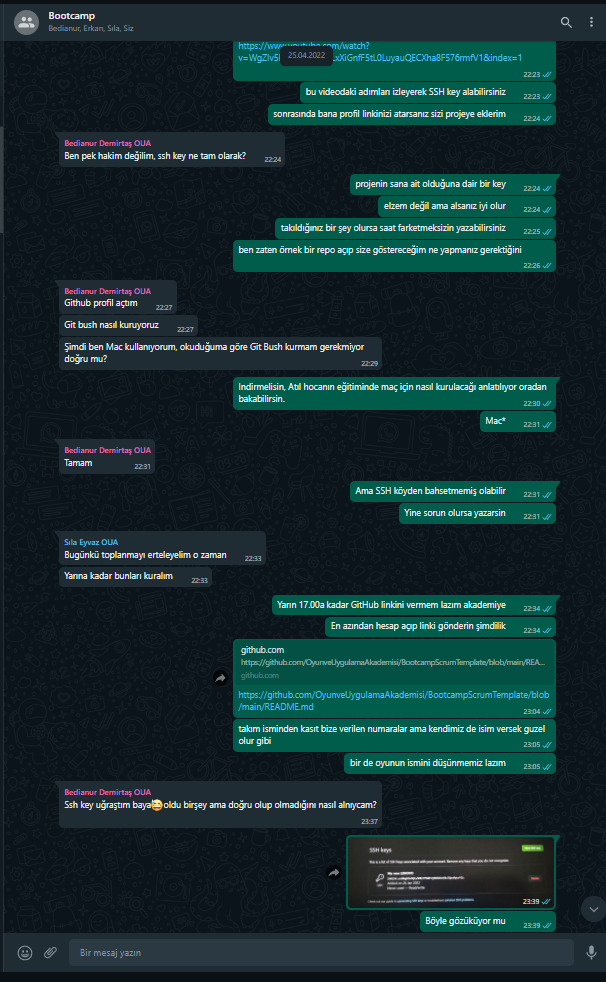 Bootcamp
Bedianur, Erkan, Sıla, Siz
https://www.youtube.com/watch?
25.04.2022
22:23
bu videodaki adımları izleyerek SSH key alabilirsiniz
22:23
sonrasında bana profil linkinizi atarsanız sizi projeye eklerim
22:24
Bedianur Demirtaş OUA
Ben pek hakim değilim, ssh key ne tam olarak?
22:24
projenin sana ait olduğuna dair bir key
22:24
elzem değil ama alsanız iyi olur
22:24
takıldığınız bir şey olursa saat farketmeksizin yazabilirsiniz
22:25
ben zaten örnek bir repo açıp size göstereceğim ne yapmanız gerektiğini
22:26
Bedianur Demirtaş OUA
Github profil açtım
22:27
Git bush nasıl kuruyoruz
22:27
Şimdi ben Mac kullanıyorum, okuduğuma göre Git Bush kurmam gerekmiyor
doğru mu?
22:29
Indirmelisin, Atıl hocanın eğitiminde maç için nasıl kurulacağı anlatılıyor oradan
bakabilirsin.
22:30
Mac*
22:31
Bedianur Demirtaş OUA
Tamam
22:31
Ama SSH köyden bahsetmemiş olabilir
22:31
Yine sorun olursa yazarsin
22:31
Sıla Eyvaz OUA
Bugünkü toplanmayı erteleyelim o zaman
22:33
Yarına kadar bunları kuralım
22:33
Yarın 17.00a kadar GitHub linkini vermem lazım akademiye
22:34
En azından hesap açıp linki gönderin şimdilik
22:34
github.com
https://github.com/OyunveUygulamaAkademisi/BootcampScrumTemplate/blob/main/REA...
github.com
https://github.com/OyunveUygulamaAkademisi/BootcampScrumTemplate/blob
/main/README.md
23:04
takım isminden kasıt bize verilen numaralar ama kendimiz de isim versek guzel
olur gibi
23:05
bir de oyunun ismini düşünmemiz lazım
23:05
Bedianur Demirtaş OUA
Ssh key uğraştım baya😂oldu birşey ama doğru olup olmadığını nasıl alnıycam?
23:37
SSH keys
23:39
Böyle gözüküyor mu
23:39
Bir mesaj yazın